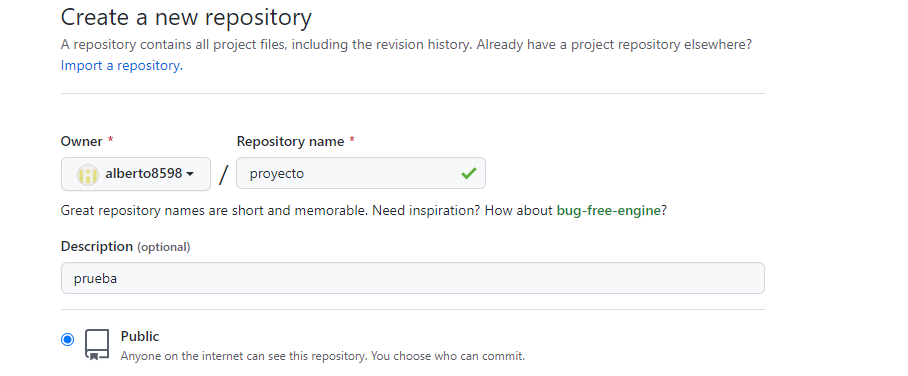 Create a new repository
A repository contains all project files, including the revision history. Already have a project repository elsewhere?
Import a repository.
Owner * Repository name *
alberto8598 / proyecto
Great repository names are short and memorable. Need inspiration? How about bug-free-engine?
Description (optional)
prueba
Public
Anyone on the internet can see this repository. You choose who can commit.